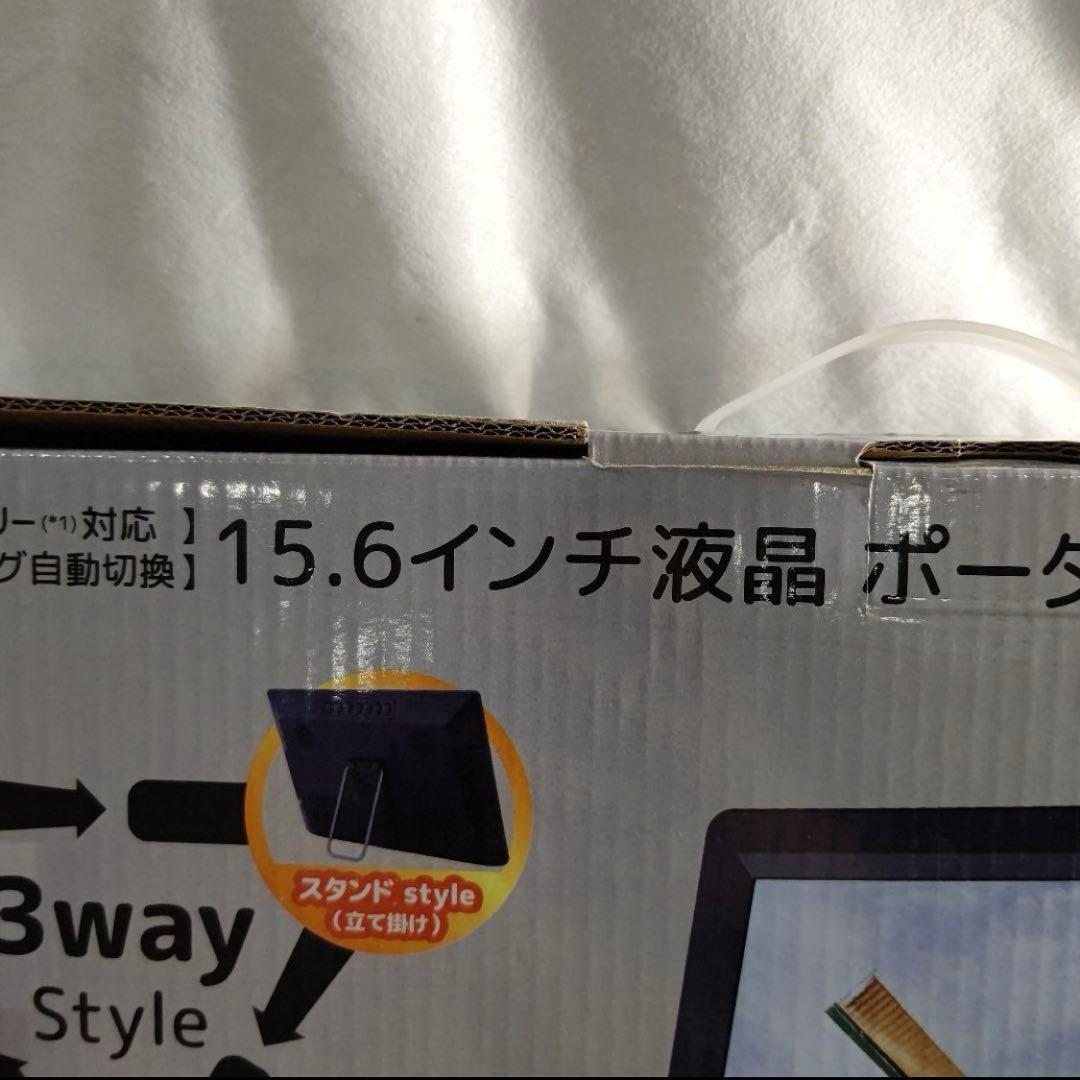 リー(*1)対応 】
グ自動切換】
15.6インチ液晶 ポータ
スタンド style
(立て掛け)
3way
Style